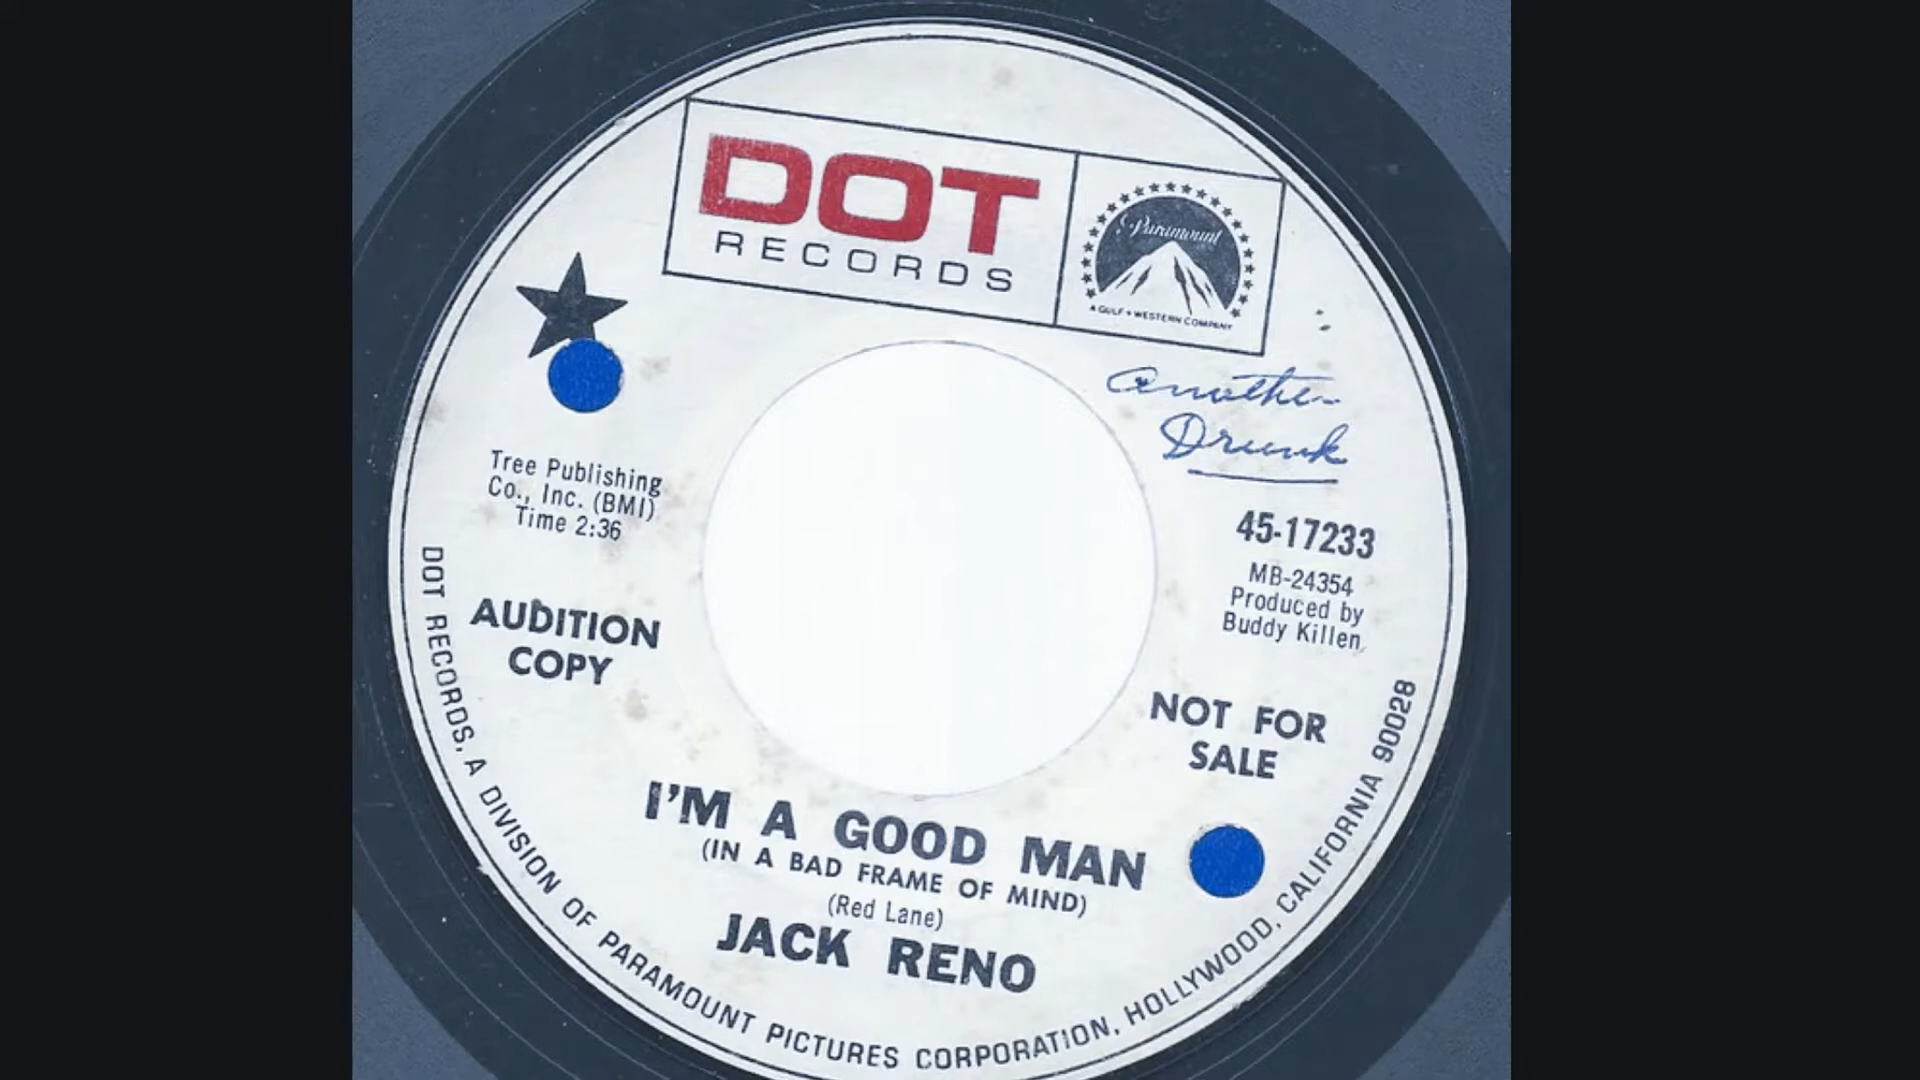 DOT
RECORDS
Paramount
A GULF + WESTERN COMPANY
Another
Drunk
Tree Publishing
Co., Inc. (BMI)
Time 2:36
45-17233
MB-24354
Produced by
Buddy Killen
AUDITION
COPY
NOT FOR
SALE
I'M A GOOD MAN
(IN A BAD FRAME OF MIND)
(Red Lane)
JACK RENO
DOT RECORDS, A DIVISION OF PARAMOUNT PICTURES CORPORATION, HOLLYWOOD, CALIFORNIA 90028